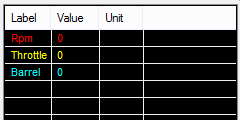 Label Value Unit
Rpm 0
Throttle 0
Barrel 0